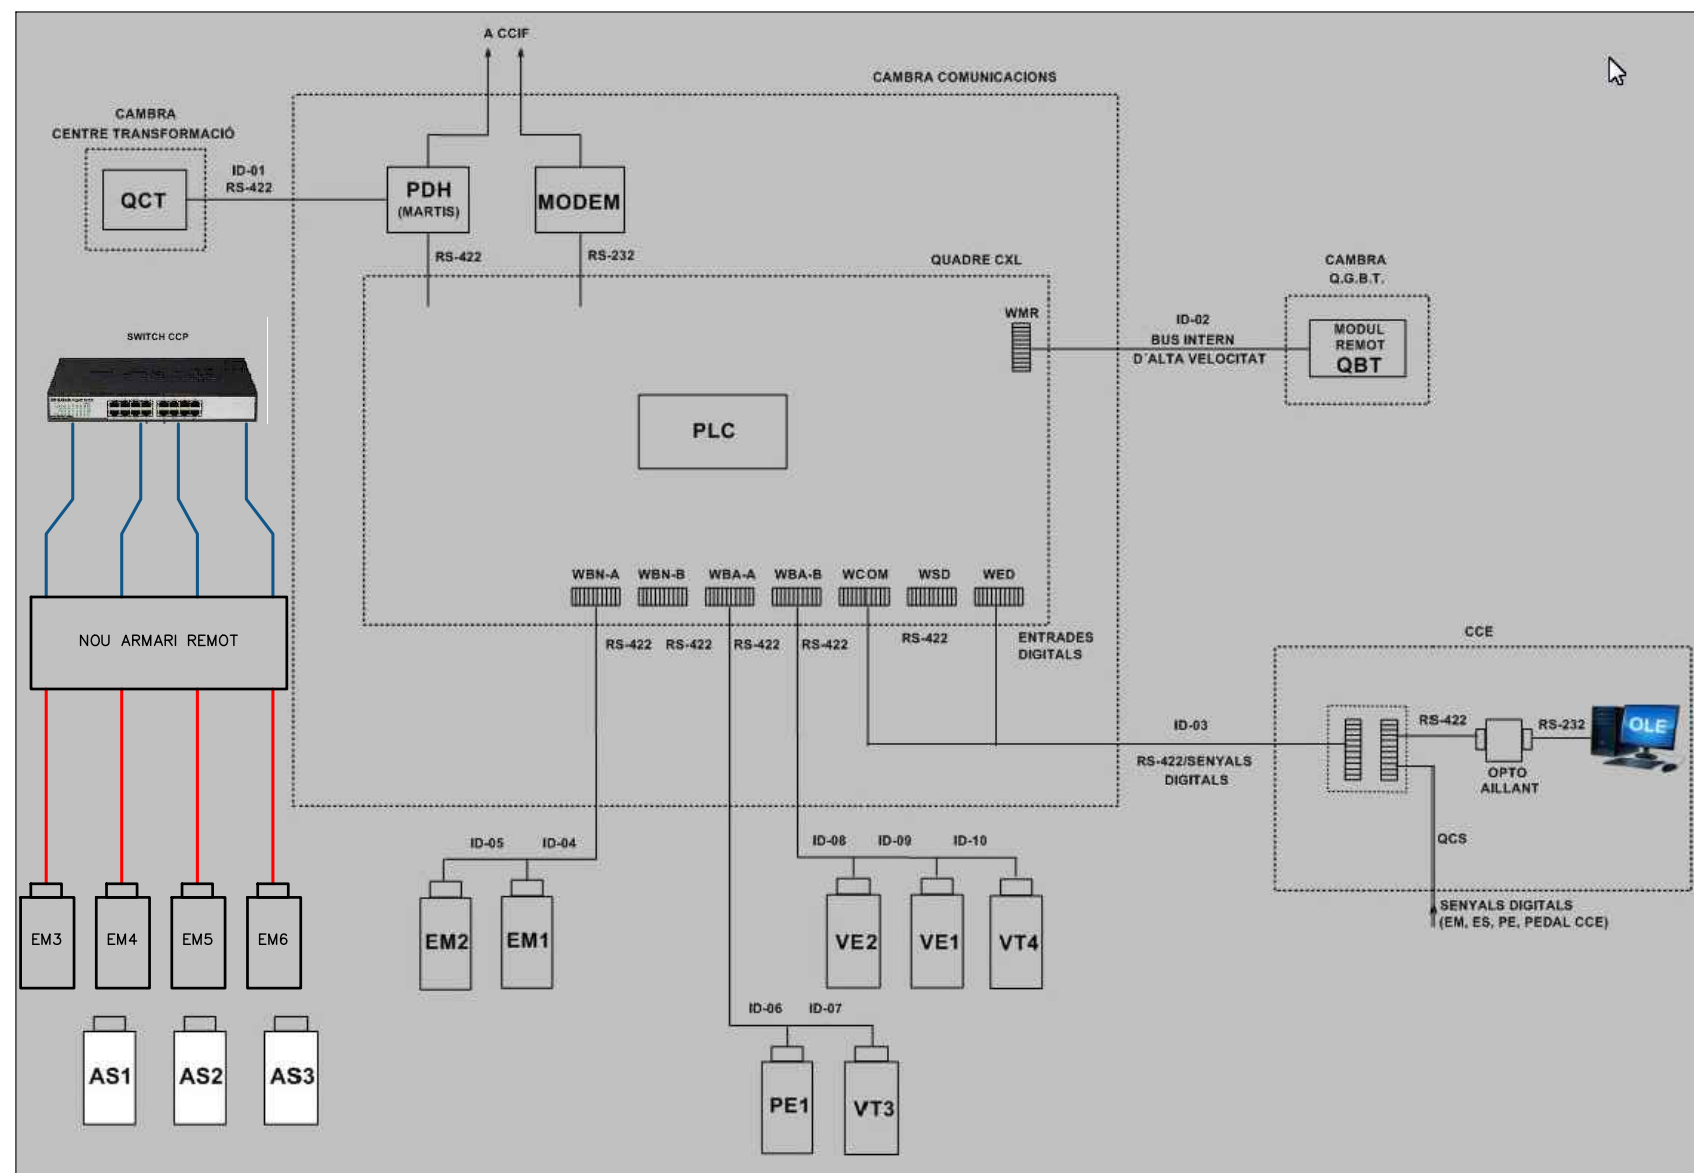 A CCIF
CAMBRA COMUNICACIONS
CAMBRA
CENTRE TRANSFORMACIÓ
QCT
ID-01
RS-422
PDH
(MARTIS)
MODEM
RS-422
RS-232
QUADRE CXL
CAMBRA
Q.G.B.T.
WMR
ID-02
BUS INTERN
D´ALTA VELOCITAT
MODUL
REMOT
QBT
SWITCH CCP
PLC
WBN-A
WBN-B
WBA-A
WBA-B
WCOM
WSD
WED
RS-422
RS-422
RS-422
RS-422
RS-422
ENTRADES
DIGITALS
NOU ARMARI REMOT
CCE
ID-03
RS-422/SENYALS
DIGITALS
RS-422
RS-232
OLE
OPTO
AILLANT
QCS
SENYALS DIGITALS
(EM, ES, PE, PEDAL CCE)
ID-05
ID-04
ID-08
ID-09
ID-10
EM3
EM4
EM5
EM6
EM2
EM1
VE2
VE1
VT4
ID-06
ID-07
AS1
AS2
AS3
PE1
VT3